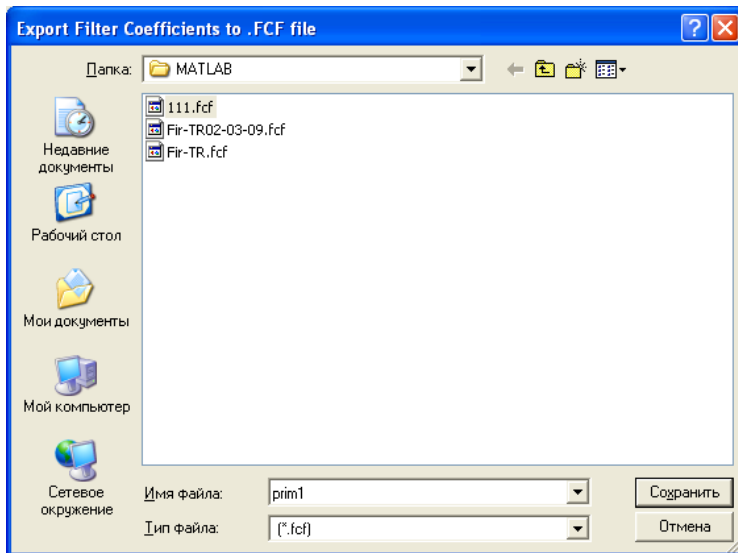 Export Filter Coefficients to .FCF file
Папка: MATLAB
111.fcf
Fir-TR02-03-09.fcf
Fir-TR.fcf
Недавние
документы
Рабочий стол
Мои документы
Мой компьютер
Сетевое
окружение
Имя файла: prim1 Сохранить
Тип файла: (*.fcf) Отмена